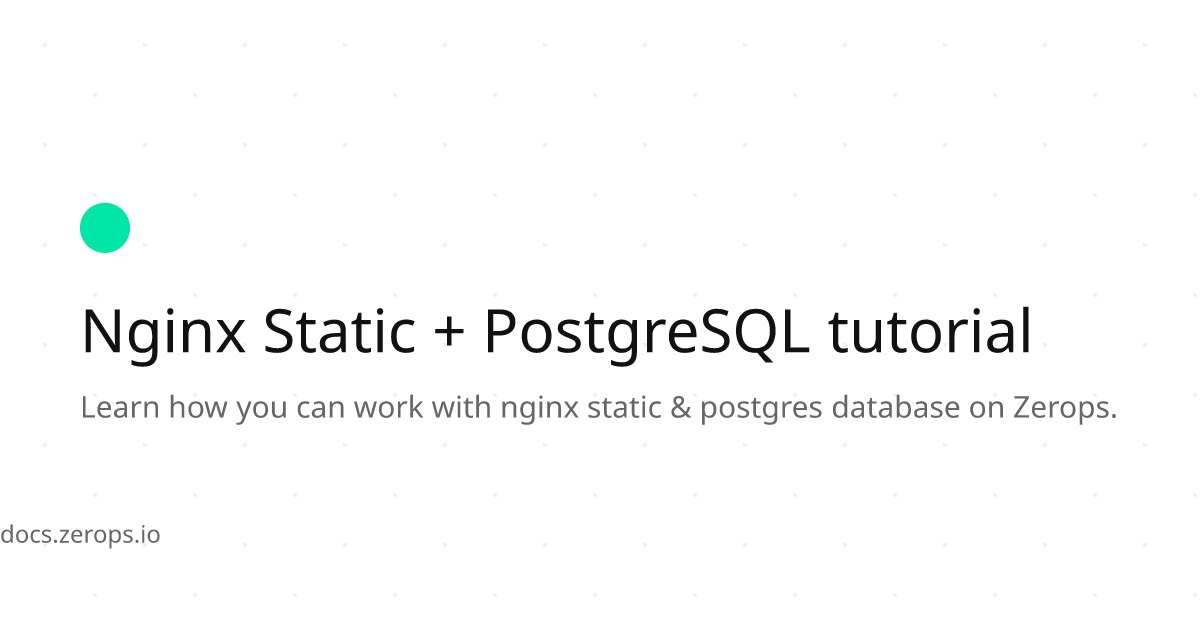 Nginx Static + PostgreSQL tutorial
Learn how you can work with nginx static & postgres database on Zerops.
docs.zerops.io